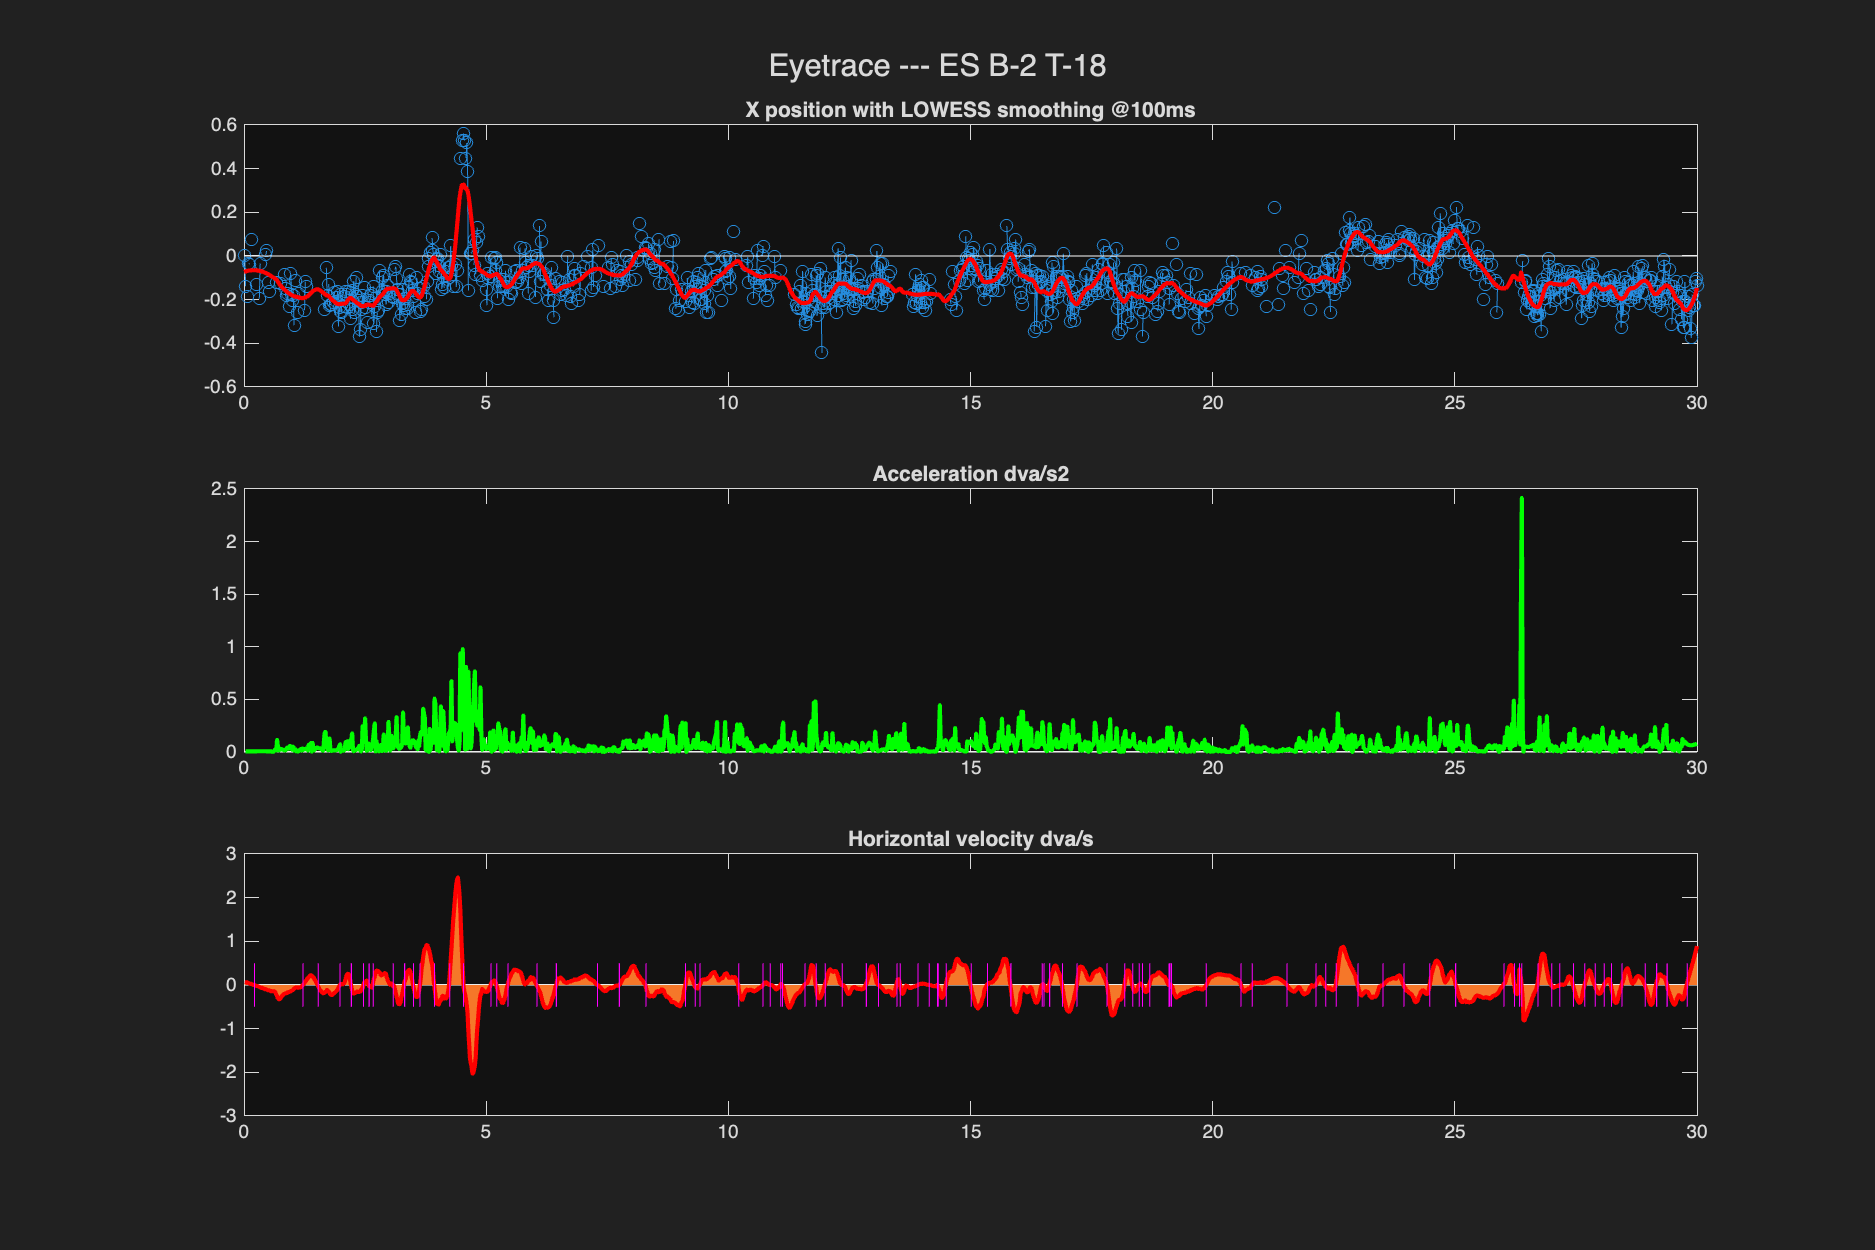 Eyetrace --- ES B-2 T-18
X position with LOWESS smoothing @100ms
0.6
0.4
0.2
0
-0.2
-0.4
-0.6
0 5 10 15 20 25 30
Acceleration dva/s2
2.5
2
1.5
1
0.5
0
0 5 10 15 20 25 30
Horizontal velocity dva/s
3
2
1
0
-1
-2
-3
0 5 10 15 20 25 30